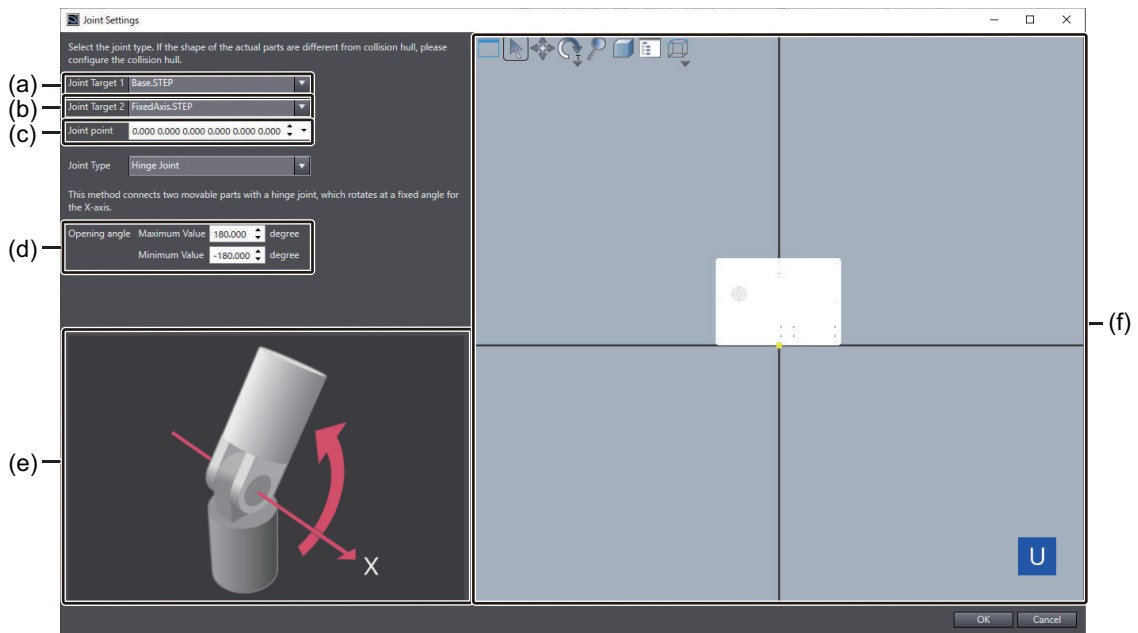 Joint Settings
Select the joint type. If the shape of the actual parts are different from collision hull, please
configure the collision hull.
(a) Joint Target 1 Base.STEP
(b) Joint Target 2 FixedAxis.STEP
(c) Joint point 0.000 0.000 0.000 0.000 0.000 0.000
Joint Type Hinge Joint
This method connects two movable parts with a hinge joint, which rotates at a fixed angle for
the X-axis.
(d) Opening angle Maximum Value 180.000 degree
Minimum Value -180.000 degree
(e)
X
(f)
U
OK Cancel